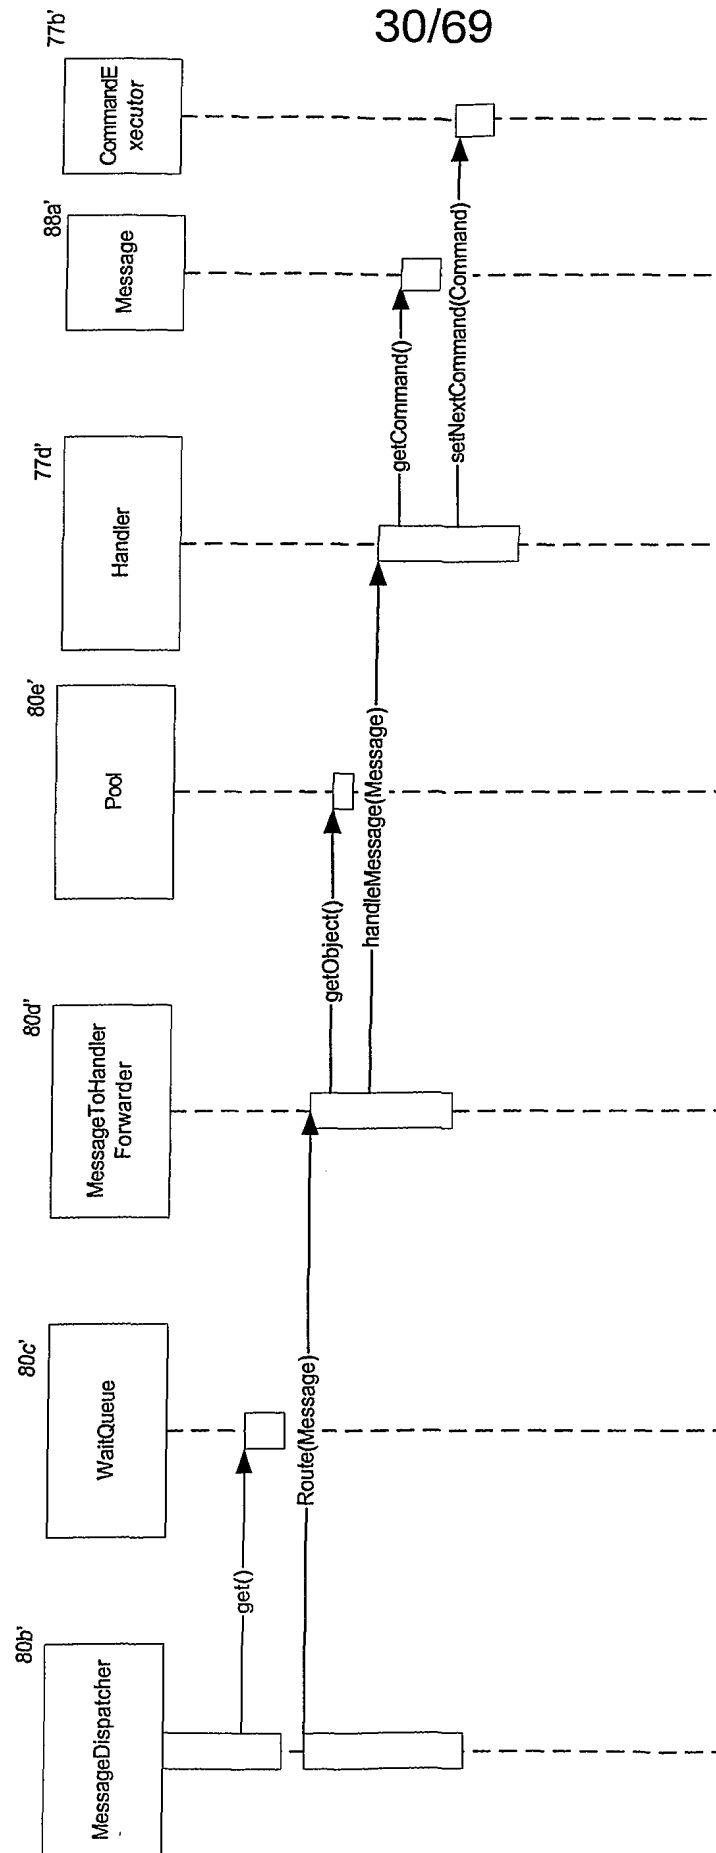 30/69
77b'
CommandE
xecutor
88a'
Message
77d'
Handler
80e'
Pool
80d'
MessageToHandler
Forwarder
80c'
WaitQueue
80b'
MessageDispatcher
get()
Route(Message)
getObject()
handleMessage(Message)
getCommand()
setNextCommand(Command)